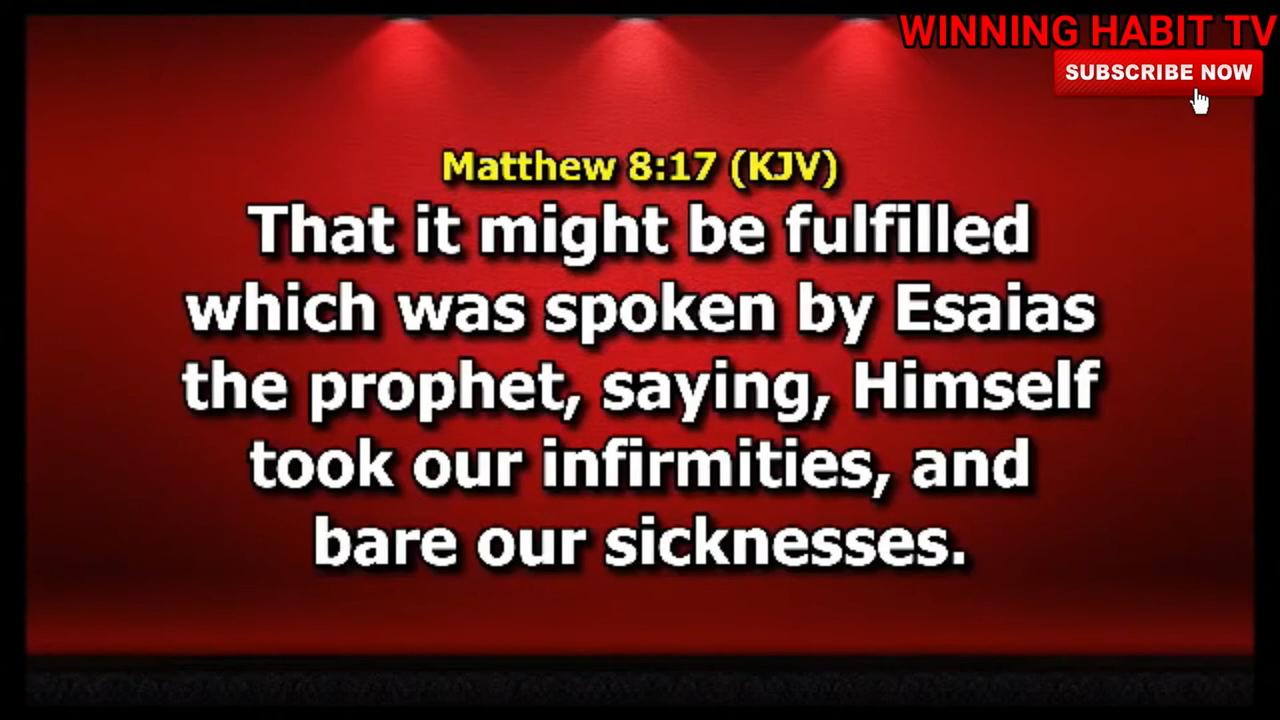 WINNING HABIT TV
SUBSCRIBE NOW
Matthew 8:17 (KJV)
That it might be fulfilled
which was spoken by Esaias
the prophet, saying, Himself
took our infirmities, and
bare our sicknesses.